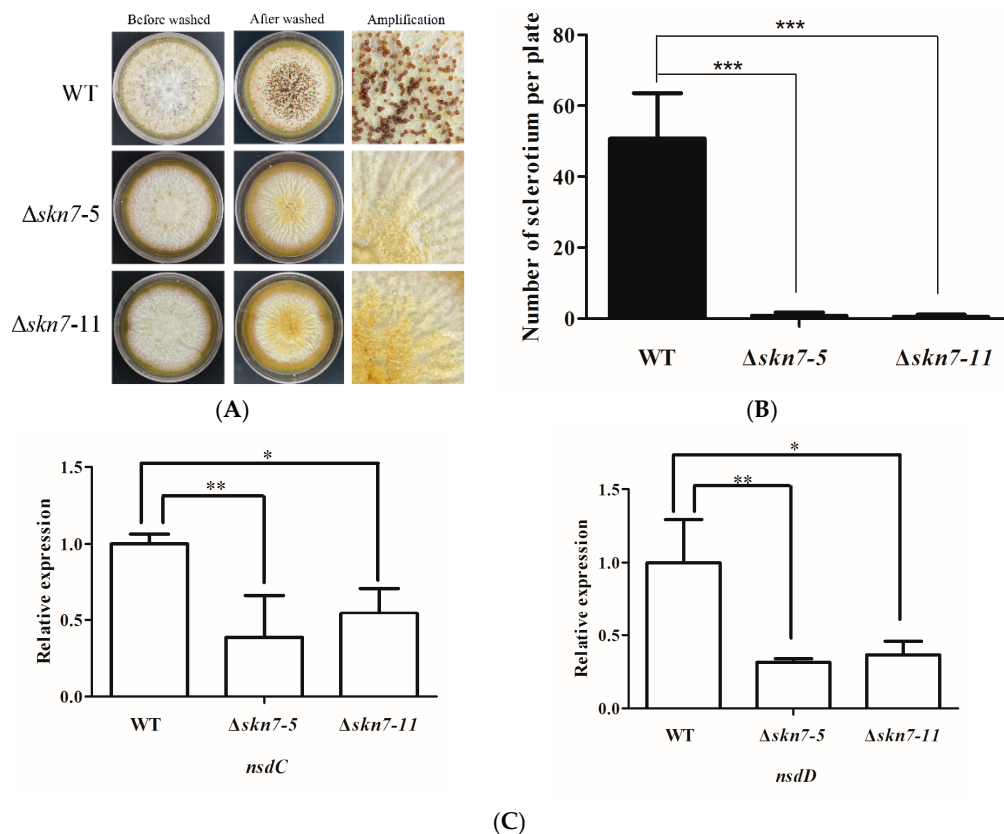 Before washed After washed Amplification
WT
Δskn7-5
Δskn7-11
(A)
Number of sclerotium per plate
80
60
40
20
0
***
***
WT Δskn7-5 Δskn7-11
(B)
Relative expression
1.5
1.0
0.5
0.0
*
**
WT Δskn7-5 Δskn7-11
nsdC
Relative expression
1.5
1.0
0.5
0.0
*
**
WT Δskn7-5 Δskn7-11
nsdD
(C)